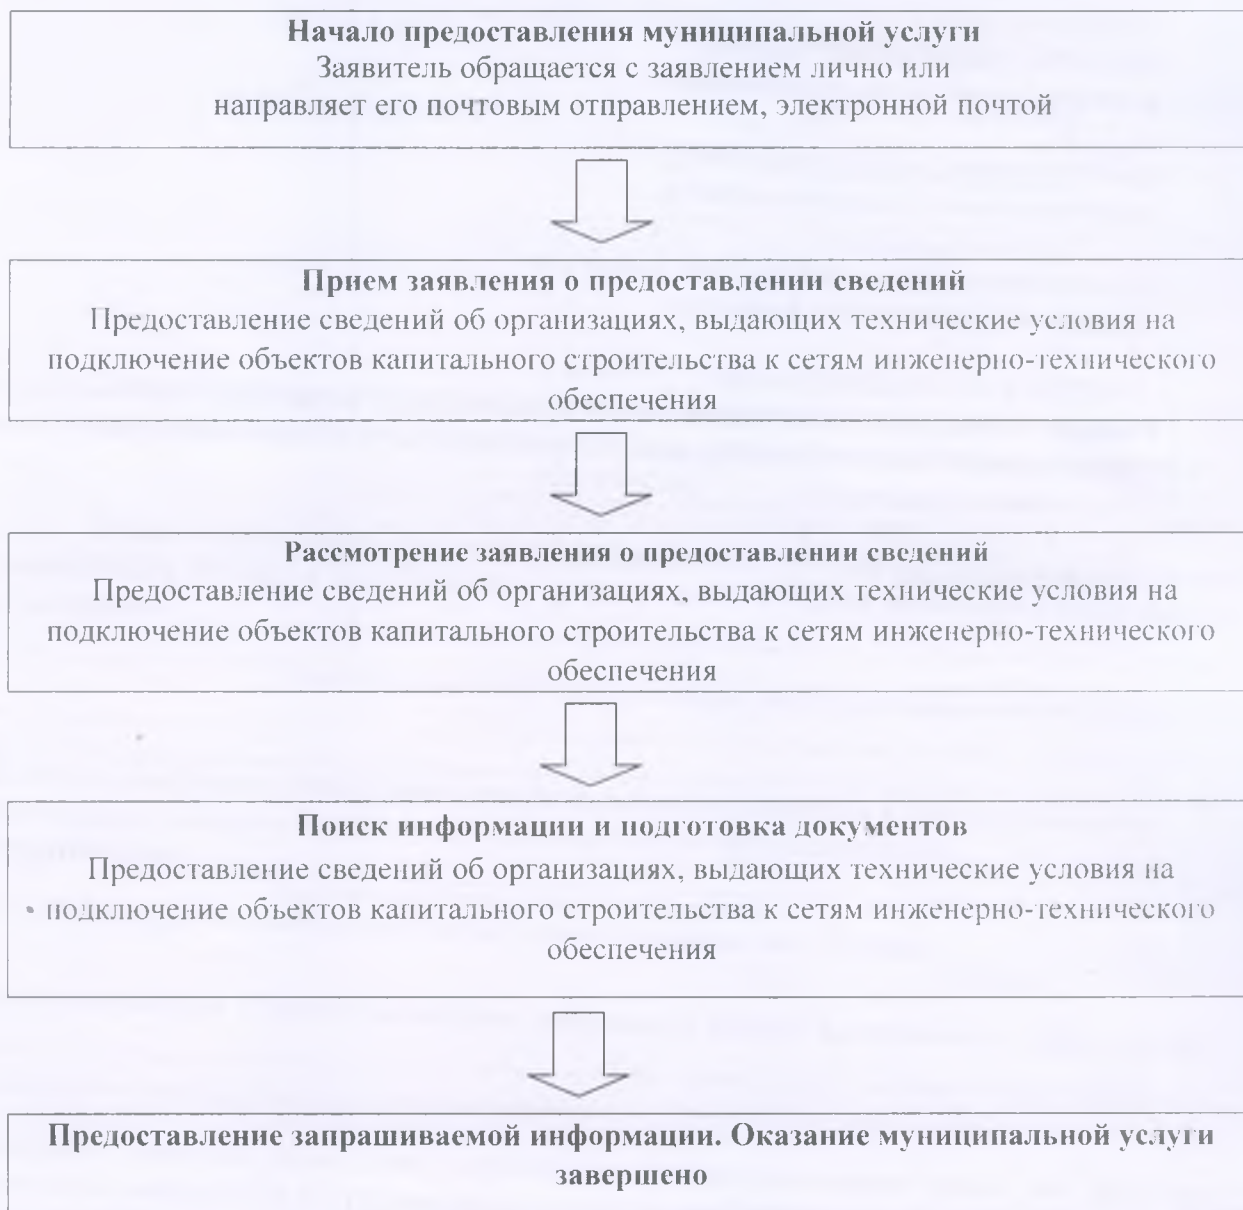 Начало предоставления муниципальной услуги
Заявитель обращается с заявлением лично или
направляет его почтовым отправлением, электронной почтой
Прием заявления о предоставлении сведений
Предоставление сведений об организациях, выдающих технические условия на
подключение объектов капитального строительства к сетям инженерно-технического
обеспечения
Рассмотрение заявления о предоставлении сведений
Предоставление сведений об организациях, выдающих технические условия на
подключение объектов капитального строительства к сетям инженерно-технического
обеспечения
Поиск информации и подготовка документов
Предоставление сведений об организациях, выдающих технические условия на
подключение объектов капитального строительства к сетям инженерно-технического
обеспечения
Предоставление запрашиваемой информации. Оказание муниципальной услуги
завершено